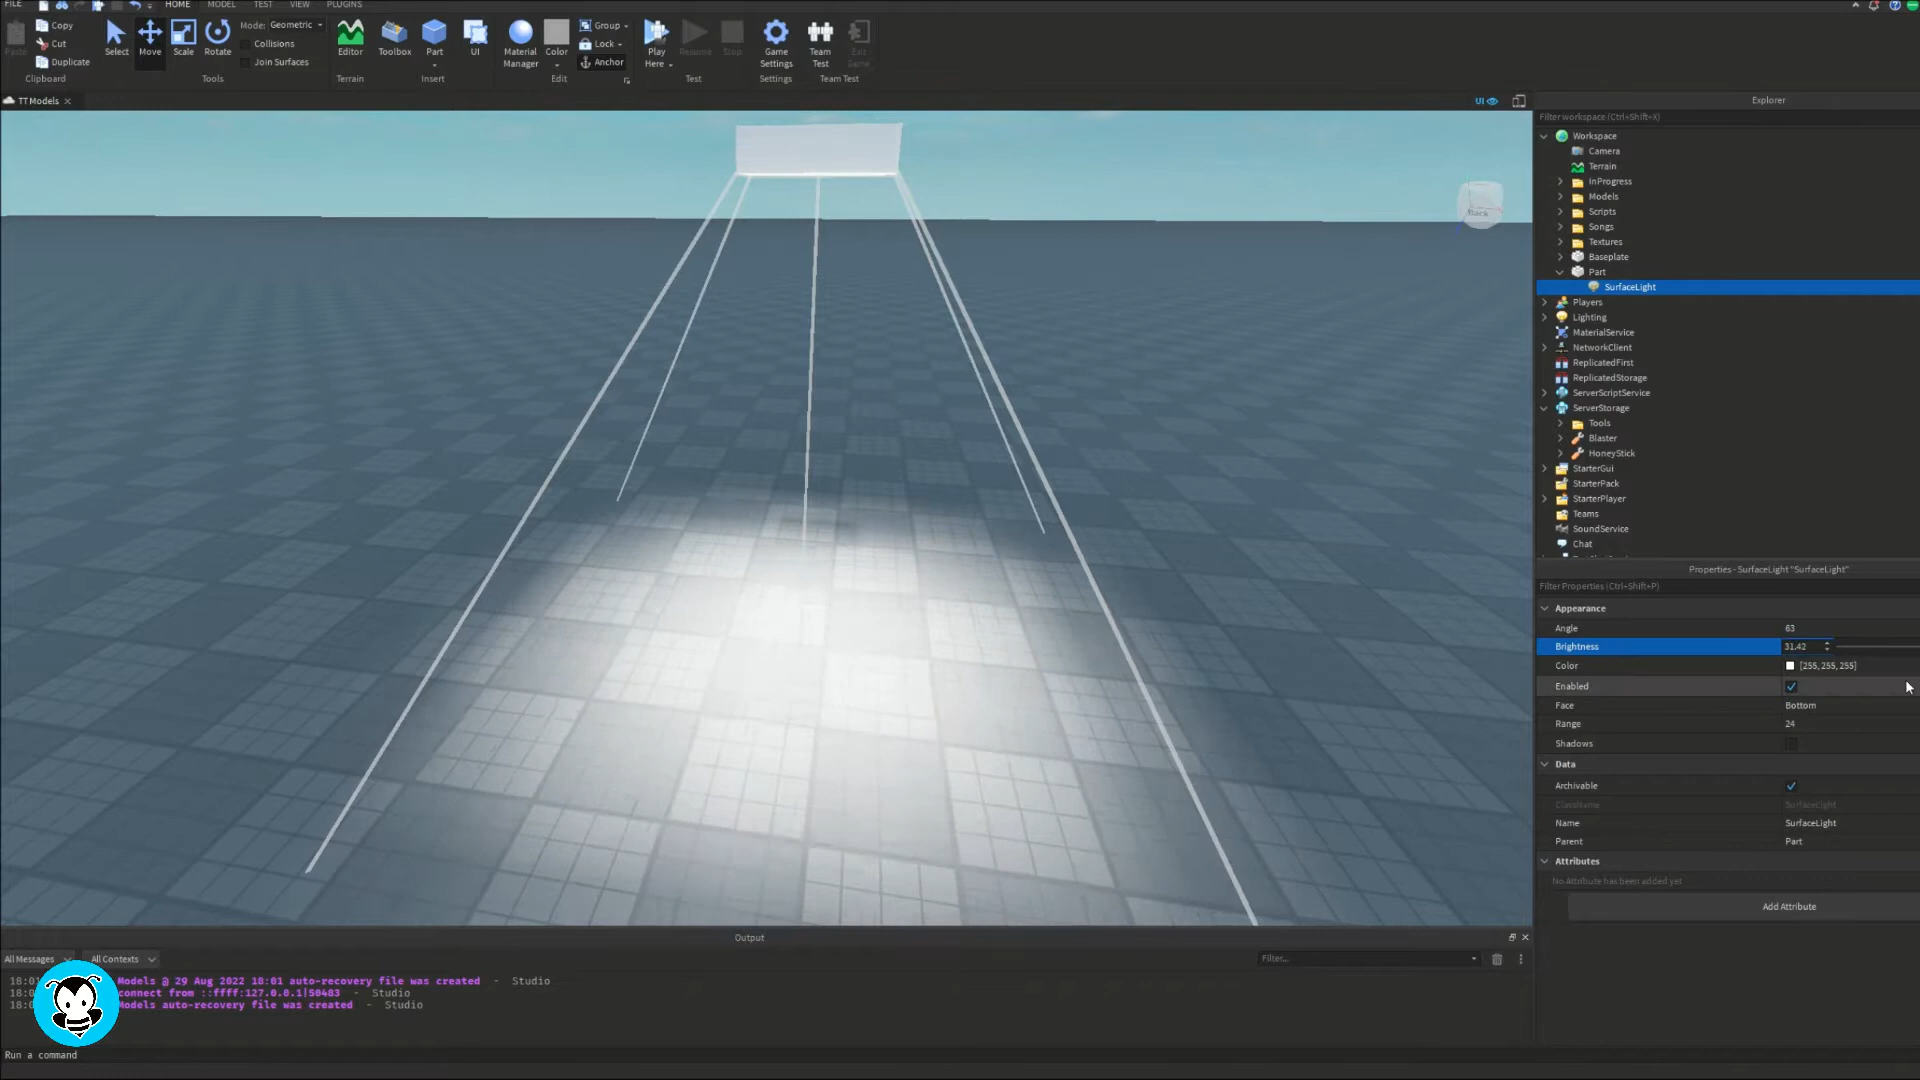 FILE HOME MODEL TEST VIEW PLUGINS
Copy
Cut
Paste
Duplicate
Clipboard
Select
Move
Scale
Rotate
Mode: Geometric
Collisions
Join Surfaces
Tools
Editor
Terrain
Toolbox
Part
UI
Insert
Material Manager
Color
Group
Lock
Anchor
Edit
Play Here
Resume
Stop
Test
Game Settings
Settings
Team Test
Exit Game
Team Test
TTModels
UI
Back
Explorer
Filter workspace (Ctrl+Shift+X)
Workspace
Camera
Terrain
InProgress
Models
Scripts
Songs
Textures
Baseplate
Part
SurfaceLight
Players
Lighting
MaterialService
NetworkClient
ReplicatedFirst
ReplicatedStorage
ServerScriptService
ServerStorage
Tools
Blaster
HoneyStick
StarterGui
StarterPack
StarterPlayer
Teams
SoundService
Chat
Properties - SurfaceLight "SurfaceLight"
Filter Properties (Ctrl+Shift+P)
Appearance
Angle 63
Brightness 31.42
Color [255, 255, 255]
Enabled
Face Bottom
Range 24
Shadows
Data
Archivable
ClassName SurfaceLight
Name SurfaceLight
Parent Part
Attributes
No Attribute has been added yet
Add Attribute
Output
All Messages All Contexts Filter...
18:01 Models @ 29 Aug 2022 18:01 auto-recovery file was created - Studio
connect from ::ffff:127.0.0.1|50483 - Studio
Models auto-recovery file was created - Studio
Run a command